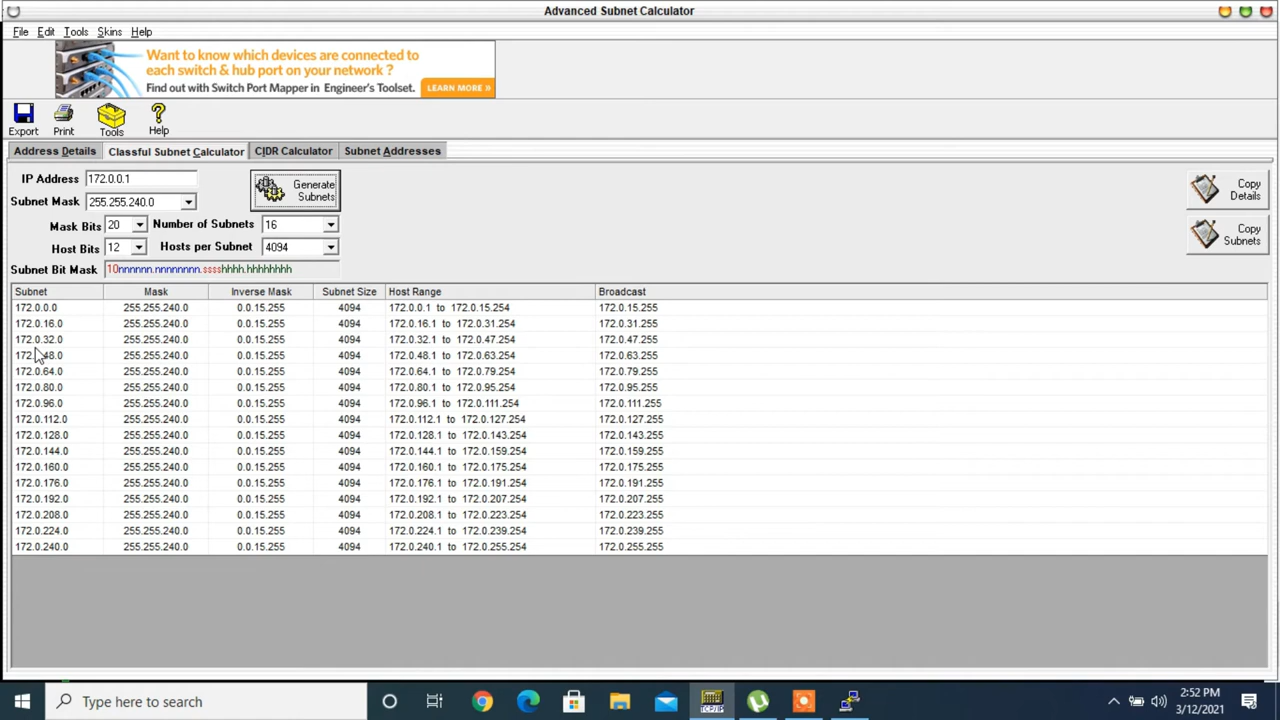 Advanced Subnet Calculator
File Edit Tools Skins Help
Want to know which devices are connected to
each switch & hub port on your network ?
Find out with Switch Port Mapper in Engineer's Toolset. LEARN MORE »
Export Print Tools Help
Address Details Classful Subnet Calculator CIDR Calculator Subnet Addresses
IP Address 172.0.0.1 Generate Subnets Copy Details
Subnet Mask 255.255.240.0
Mask Bits 20 Number of Subnets 16 Copy Subnets
Host Bits 12 Hosts per Subnet 4094
Subnet Bit Mask 10nnnnnn.nnnnnnnn.sssshhhh.hhhhhhhh
Subnet Mask Inverse Mask Subnet Size Host Range Broadcast
172.0.0.0 255.255.240.0 0.0.15.255 4094 172.0.0.1 to 172.0.15.254 172.0.15.255
172.0.16.0 255.255.240.0 0.0.15.255 4094 172.0.16.1 to 172.0.31.254 172.0.31.255
172.0.32.0 255.255.240.0 0.0.15.255 4094 172.0.32.1 to 172.0.47.254 172.0.47.255
172.0.48.0 255.255.240.0 0.0.15.255 4094 172.0.48.1 to 172.0.63.254 172.0.63.255
172.0.64.0 255.255.240.0 0.0.15.255 4094 172.0.64.1 to 172.0.79.254 172.0.79.255
172.0.80.0 255.255.240.0 0.0.15.255 4094 172.0.80.1 to 172.0.95.254 172.0.95.255
172.0.96.0 255.255.240.0 0.0.15.255 4094 172.0.96.1 to 172.0.111.254 172.0.111.255
172.0.112.0 255.255.240.0 0.0.15.255 4094 172.0.112.1 to 172.0.127.254 172.0.127.255
172.0.128.0 255.255.240.0 0.0.15.255 4094 172.0.128.1 to 172.0.143.254 172.0.143.255
172.0.144.0 255.255.240.0 0.0.15.255 4094 172.0.144.1 to 172.0.159.254 172.0.159.255
172.0.160.0 255.255.240.0 0.0.15.255 4094 172.0.160.1 to 172.0.175.254 172.0.175.255
172.0.176.0 255.255.240.0 0.0.15.255 4094 172.0.176.1 to 172.0.191.254 172.0.191.255
172.0.192.0 255.255.240.0 0.0.15.255 4094 172.0.192.1 to 172.0.207.254 172.0.207.255
172.0.208.0 255.255.240.0 0.0.15.255 4094 172.0.208.1 to 172.0.223.254 172.0.223.255
172.0.224.0 255.255.240.0 0.0.15.255 4094 172.0.224.1 to 172.0.239.254 172.0.239.255
172.0.240.0 255.255.240.0 0.0.15.255 4094 172.0.240.1 to 172.0.255.254 172.0.255.255
Type here to search TCP/IP 2:52 PM
3/12/2021